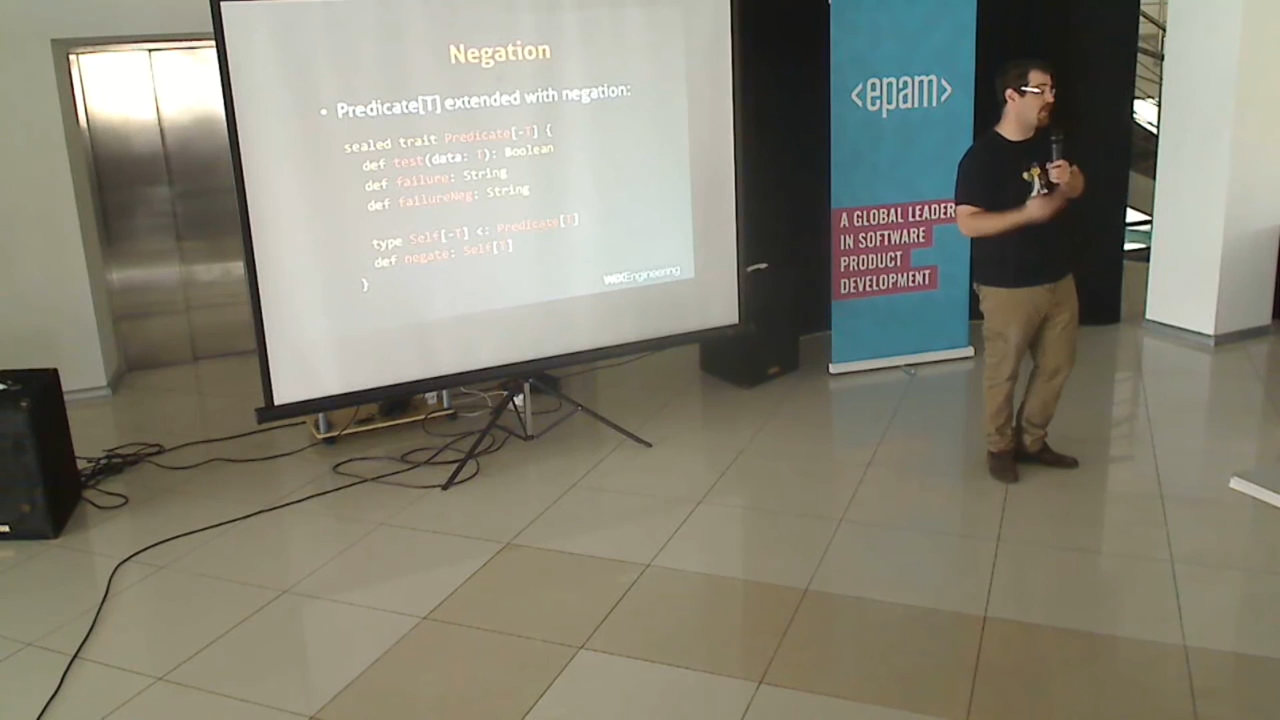 Negation
• Predicate[T] extended with negation:
sealed trait Predicate[-T] {
def test(data: T): Boolean
def failure: String
def failureNeg: String
type Self[-T] <: Predicate[T]
def negate: Self[T]
}
WIXEngineering
<epam>
A GLOBAL LEADER
IN SOFTWARE
PRODUCT
DEVELOPMENT